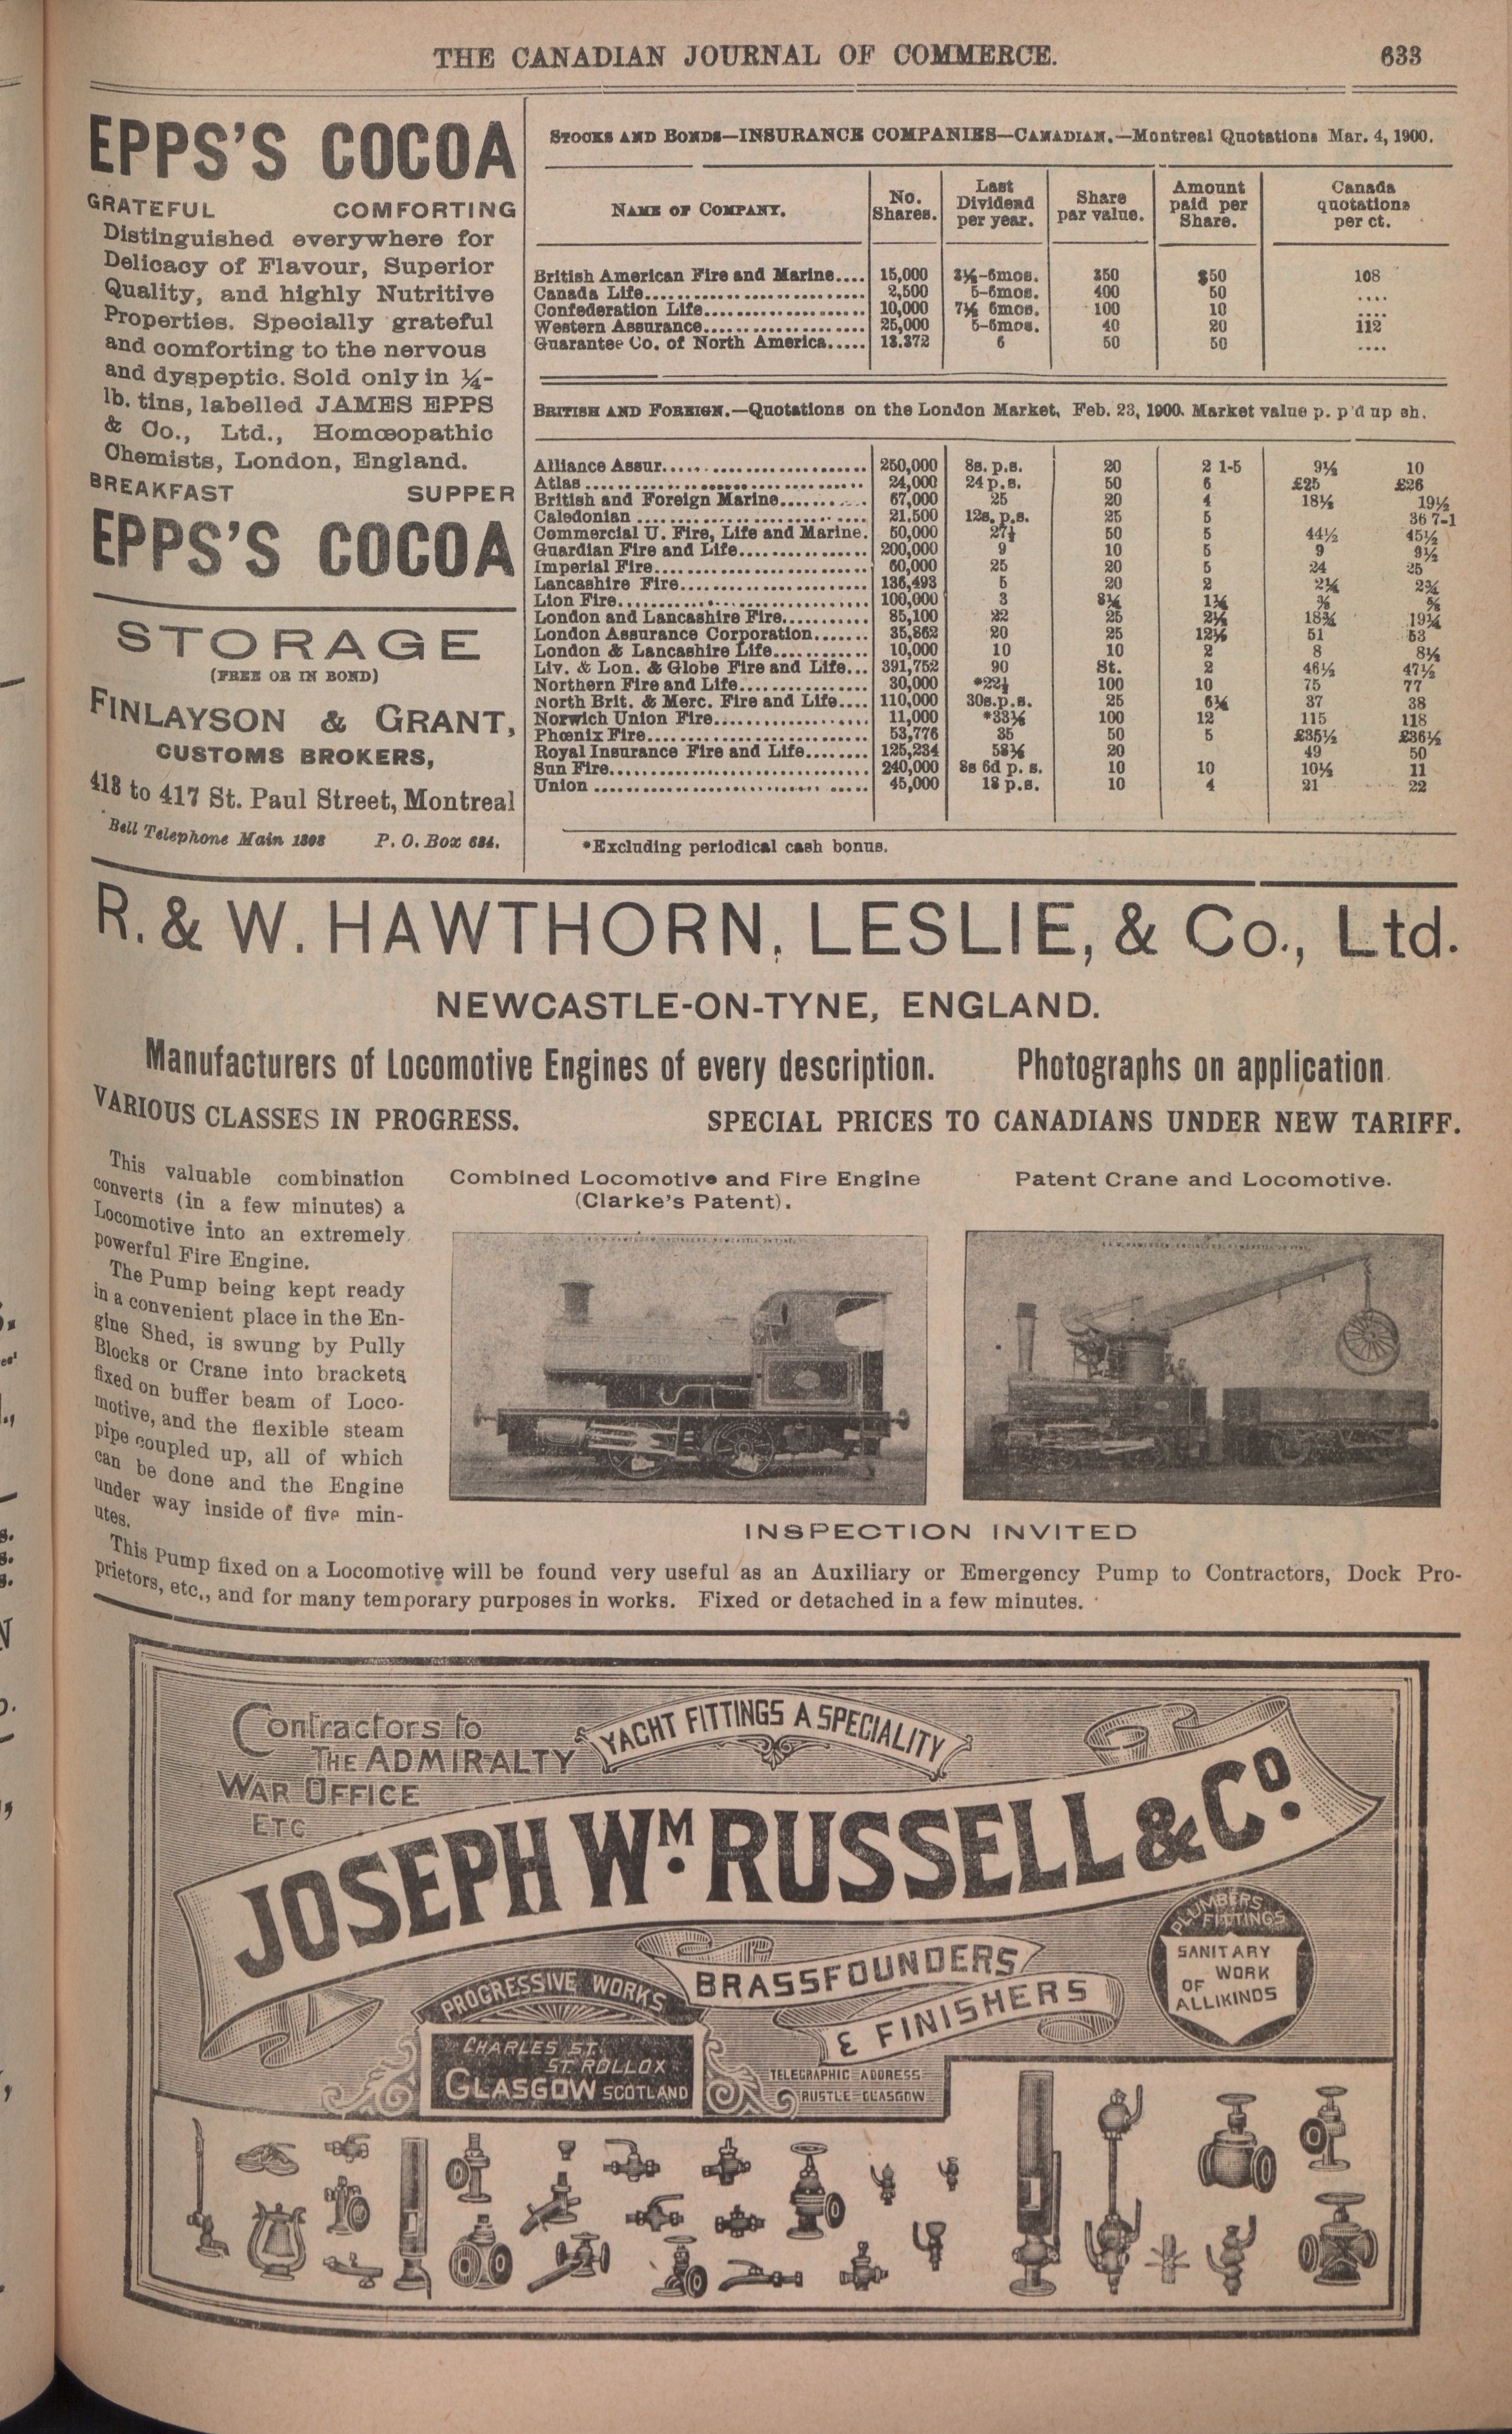 THE CANADIAN JOURNAL OF COMMERCE. 633
EPPS'S COCOA
GRATEFUL COMFORTING
Distinguished everywhere for
Delicacy of Flavour, Superior
Quality, and highly Nutritive
Properties. Specially grateful
and comforting to the nervous
and dyspeptic. Sold only in ¼-
lb. tins, labelled JAMES EPPS
& Co., Ltd., Homœopathic
Chemists, London, England.
BREAKFAST SUPPER
EPPS'S COCOA
STORAGE
(FREE OR IN BOND)
FINLAYSON & GRANT,
CUSTOMS BROKERS,
413 to 417 St. Paul Street, Montreal
Bell Telephone Main 1308 P. O. Box 684.
STOCKS AND BONDS—INSURANCE COMPANIES—CANADIAN.—Montreal Quotations Mar. 4, 1900.
NAME OF COMPANY. No. Shares. Last Dividend per year. Share par value. Amount paid per Share. Canada quotations per ct.
British American Fire and Marine.... 15,000 3½-6mos. 350 $50 108
Canada Life.... 2,500 5-6mos. 400 50 ....
Confederation Life.... 10,000 7½ 6mos. 100 10 ....
Western Assurance.... 25,000 5-6mos. 40 20 112
Guarantee Co. of North America..... 13.372 6 50 50 ....
BRITISH AND FOREIGN.—Quotations on the London Market, Feb. 23, 1900. Market value p. p'd up sh.
Alliance Assur.... 250,000 8s. p.s. 20 2 1-5 9½ 10
Atlas.... 24,000 24 p.s. 50 6 £25 £26
British and Foreign Marine.... 67,000 25 20 4 18½ 19½
Caledonian.... 21.500 12s. p.s. 25 5 36 7-1
Commercial U. Fire, Life and Marine. 50,000 27½ 50 5 44½ 45½
Guardian Fire and Life.... 200,000 9 10 5 9 9½
Imperial Fire.... 60,000 25 20 5 24 25
Lancashire Fire.... 136,493 5 20 2 2¼ 2¾
Lion Fire.... 100,000 3 8½ 1¼ ⅜ ⅝
London and Lancashire Fire.... 85,100 22 25 2½ 18¾ 19¼
London Assurance Corporation.... 35,862 20 25 12½ 51 53
London & Lancashire Life.... 10,000 10 10 2 8 8½
Liv. & Lon. & Globe Fire and Life... 391,752 90 St. 2 46½ 47½
Northern Fire and Life.... 30,000 *22½ 100 10 75 77
North Brit. & Merc. Fire and Life.... 110,000 30s.p.s. 25 6¼ 37 38
Norwich Union Fire.... 11,000 *33⅓ 100 12 115 118
Phœnix Fire.... 53,776 35 50 5 £35½ £36½
Royal Insurance Fire and Life.... 125,234 58⅓ 20 49 50
Sun Fire.... 240,000 8s 6d p. s. 10 10 10½ 11
Union.... 45,000 18 p.s. 10 4 21 22
*Excluding periodical cash bonus.
R. & W. HAWTHORN, LESLIE, & Co., Ltd.
NEWCASTLE-ON-TYNE, ENGLAND.
Manufacturers of Locomotive Engines of every description. Photographs on application.
VARIOUS CLASSES IN PROGRESS. SPECIAL PRICES TO CANADIANS UNDER NEW TARIFF.
This valuable combination
converts (in a few minutes) a
Locomotive into an extremely
powerful Fire Engine.
The Pump being kept ready
in a convenient place in the En-
gine Shed, is swung by Pully
Blocks or Crane into brackets
fixed on buffer beam of Loco-
motive, and the flexible steam
pipe coupled up, all of which
can be done and the Engine
under way inside of five min-
utes.
Combined Locomotive and Fire Engine
(Clarke's Patent).
Patent Crane and Locomotive.
INSPECTION INVITED
This Pump fixed on a Locomotive will be found very useful as an Auxiliary or Emergency Pump to Contractors, Dock Pro-
prietors, etc., and for many temporary purposes in works. Fixed or detached in a few minutes.
Contractors to
THE ADMIRALTY
WAR OFFICE
ETC
YACHT FITTINGS A SPECIALITY
JOSEPH WM. RUSSELL & CO.
BRASSFOUNDERS
& FINISHERS
PLUMBERS FITTINGS
SANITARY
WORK
OF
ALL KINDS
PROGRESSIVE WORKS
CHARLES ST.
ST ROLLOX
GLASGOW SCOTLAND
TELEGRAPHIC ADDRESS
RUSTLE GLASGOW